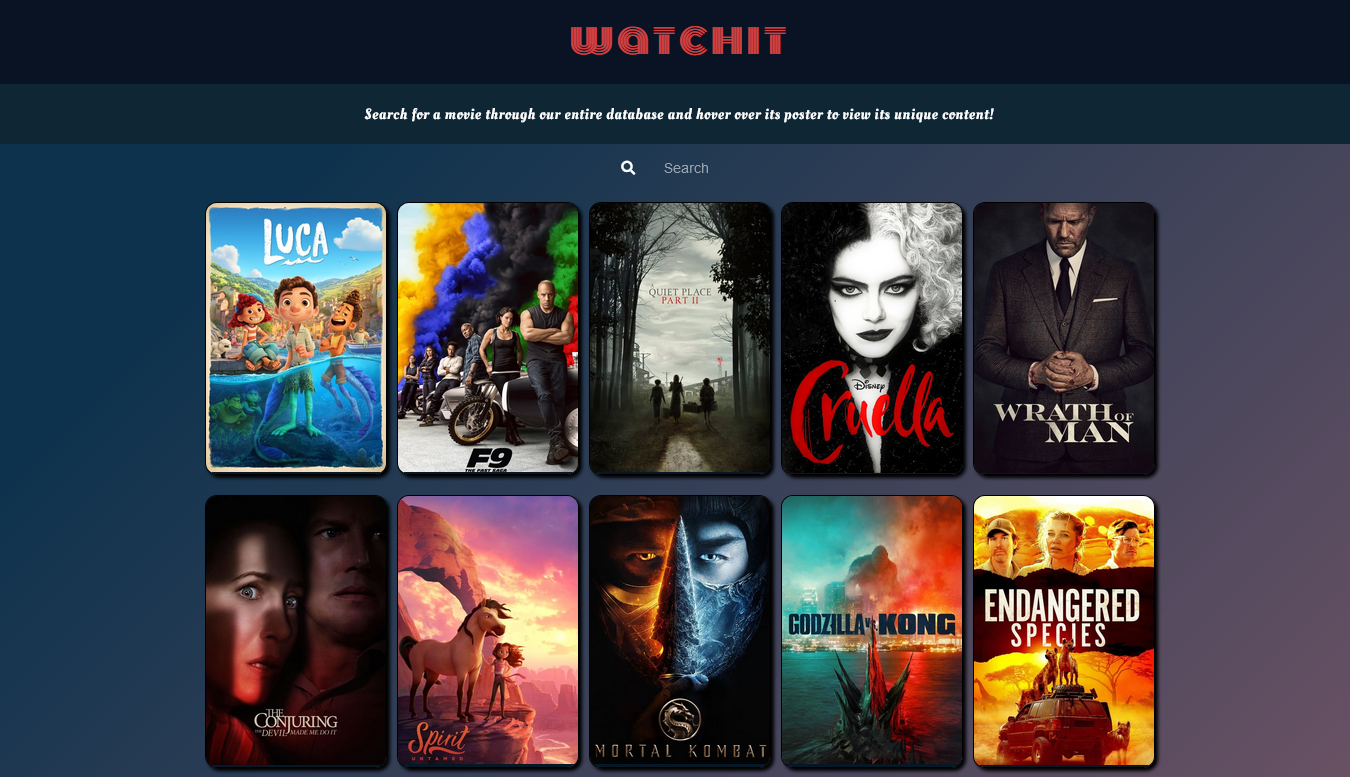 WATCHIT
Search for a movie through our entire database and hover over its poster to view its unique content!
Search
LUCA
F9
THE FAST SAGA
A
QUIET PLACE
PART II
DISNEY
Cruella
WRATH OF
MAN
THE
CONJURING
THE DEVIL MADE ME DO IT
Spirit
UNTAMED
MORTAL KOMBAT
GODZILLA vs. KONG
ENDANGERED
SPECIES